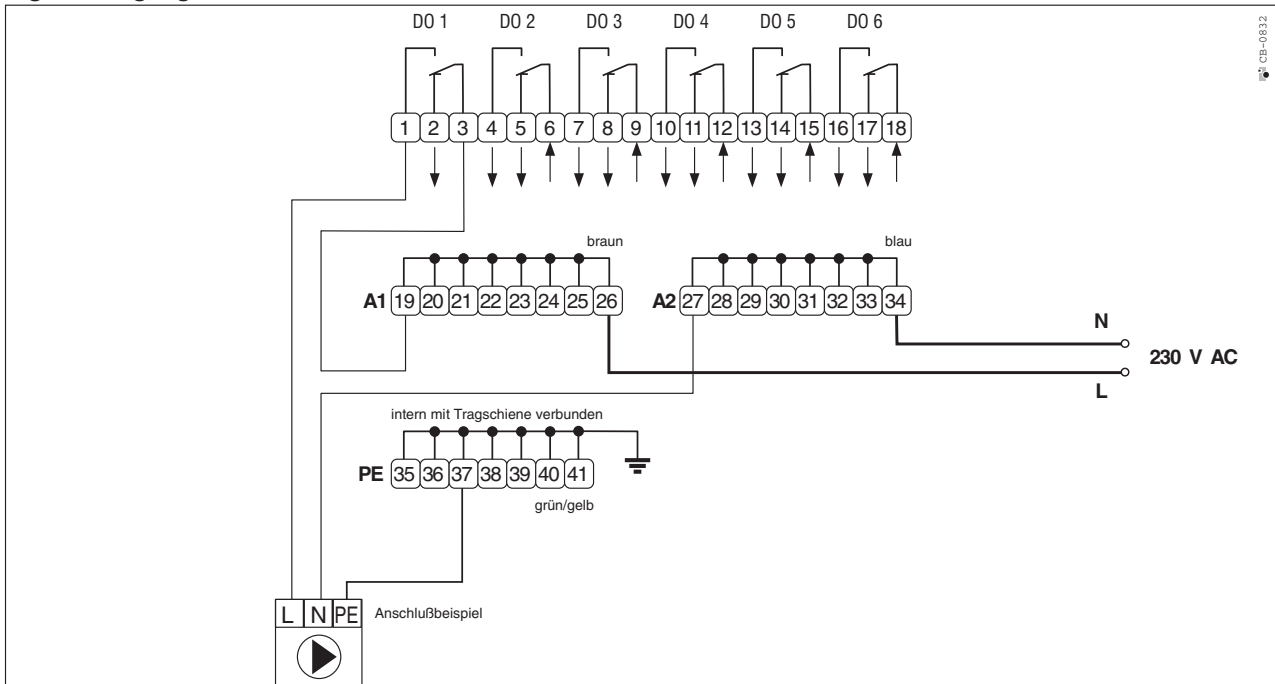 DO 1 DO 2 DO 3 DO 4 DO 5 DO 6
CB-0832
1 2 3 4 5 6 7 8 9 10 11 12 13 14 15 16 17 18
braun blau
A1 19 20 21 22 23 24 25 26 A2 27 28 29 30 31 32 33 34
N
230 V AC
L
intern mit Tragschiene verbunden
PE 35 36 37 38 39 40 41
grün/gelb
L N PE Anschlußbeispiel